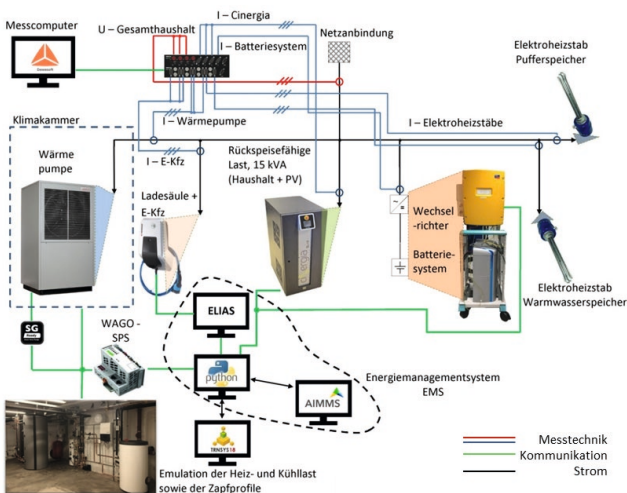 Messcomputer
U – Gesamthaushalt
I – Cinergia
I – Batteriesystem
Netzanbindung
Elektroheizstab
Pufferspeicher
Klimakammer
I – Wärmepumpe
I – Elektroheizstäbe
Wärme
pumpe
I – E-Kfz
Rückspeisefähige
Last, 15 kVA
(Haushalt + PV)
Ladesäule +
E-Kfz
Wechsel
-richter
Batterie-
system
Elektroheizstab
Warmwasserspeicher
SG
WAGO -
SPS
ELIAS
python
AIMMS
Energiemanagementsystem
EMS
TRNSYS 18
Emulation der Heiz- und Kühllast
sowie der Zapfprofile
Messtechnik
Kommunikation
Strom